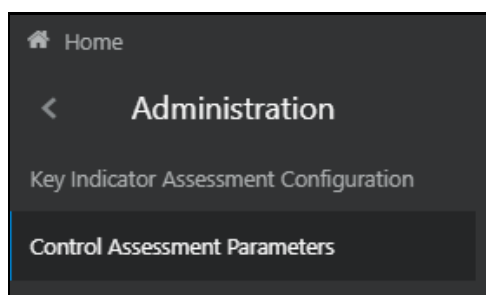 Home
Administration
Key Indicator Assessment Configuration
Control Assessment Parameters